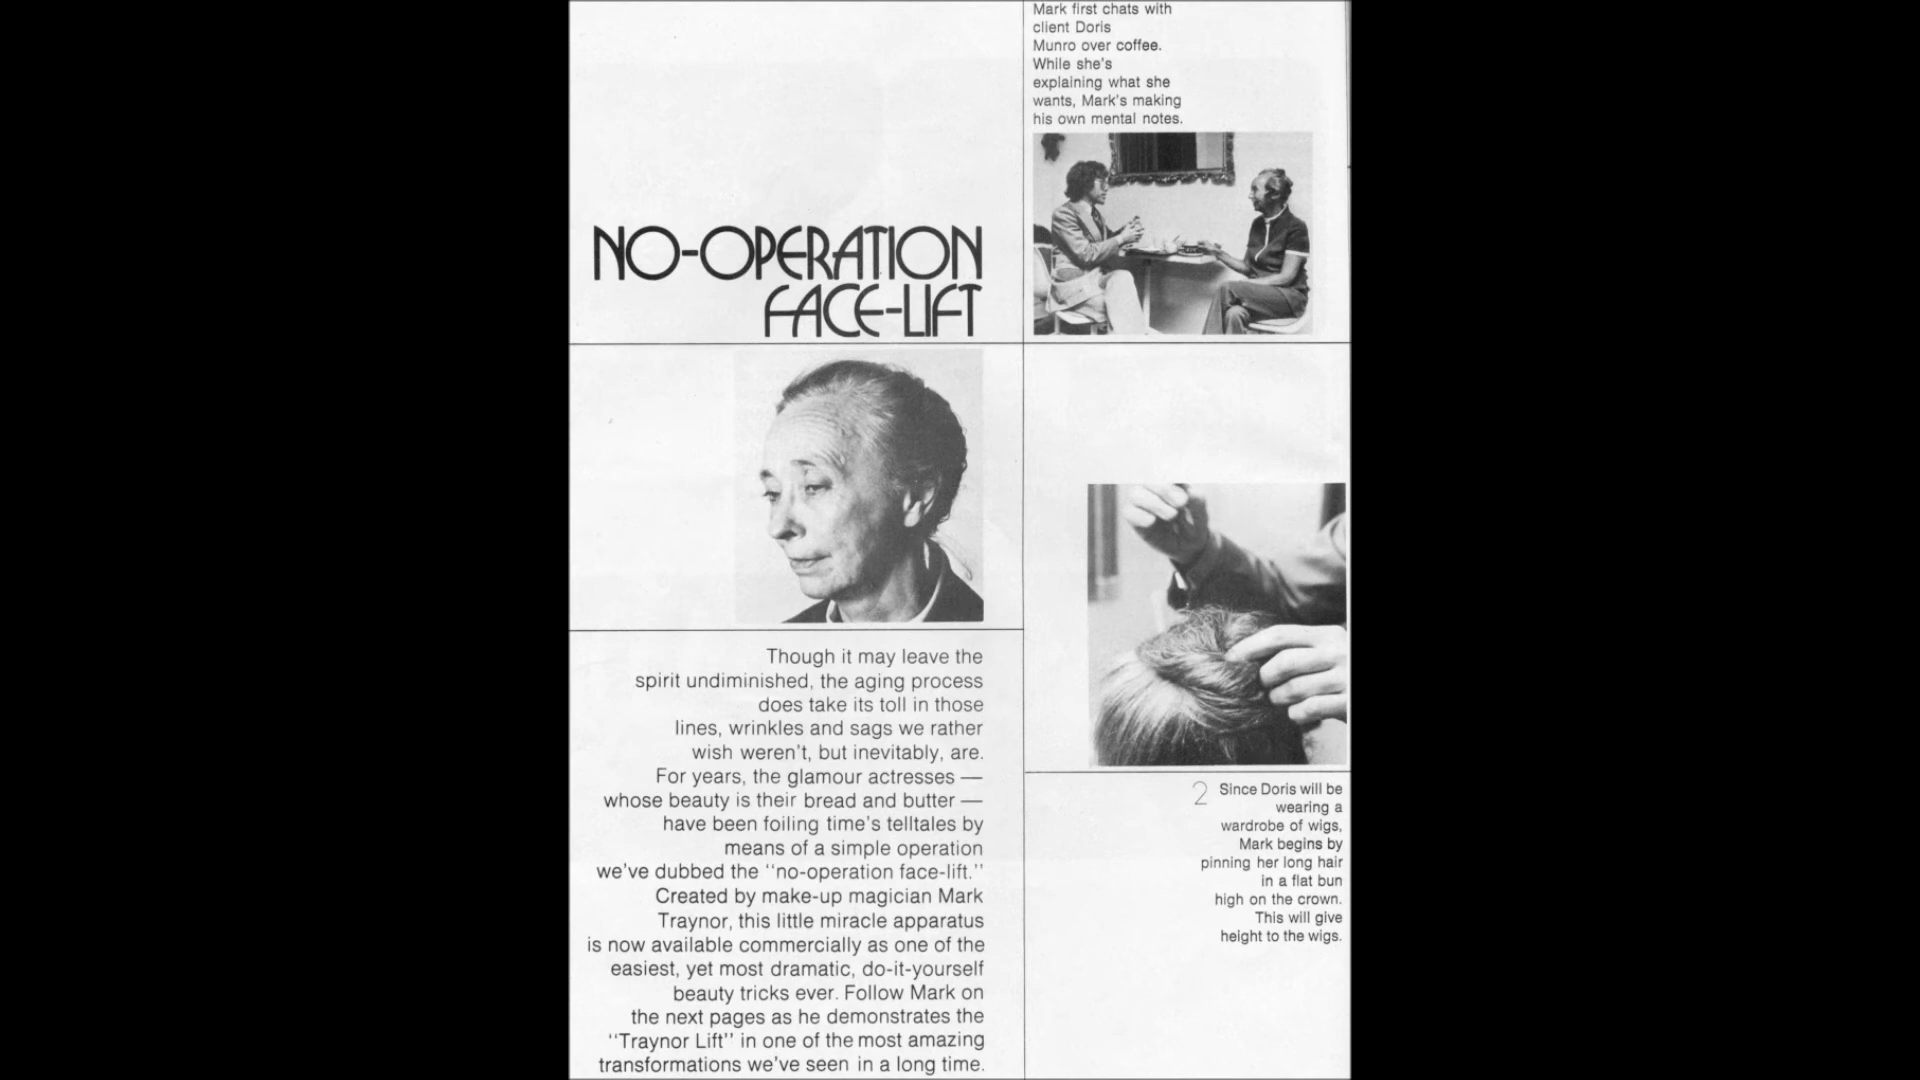 NO-OPERATION
FACE-LIFT
Though it may leave the
spirit undiminished, the aging process
does take its toll in those
lines, wrinkles and sags we rather
wish weren't, but inevitably, are.
For years, the glamour actresses —
whose beauty is their bread and butter —
have been foiling time's telltales by
means of a simple operation
we've dubbed the "no-operation face-lift."
Created by make-up magician Mark
Traynor, this little miracle apparatus
is now available commercially as one of the
easiest, yet most dramatic, do-it-yourself
beauty tricks ever. Follow Mark on
the next pages as he demonstrates the
"Traynor Lift" in one of the most amazing
transformations we've seen in a long time.
Mark first chats with
client Doris
Munro over coffee.
While she's
explaining what she
wants, Mark's making
his own mental notes.
2 Since Doris will be
wearing a
wardrobe of wigs,
Mark begins by
pinning her long hair
in a flat bun
high on the crown.
This will give
height to the wigs.